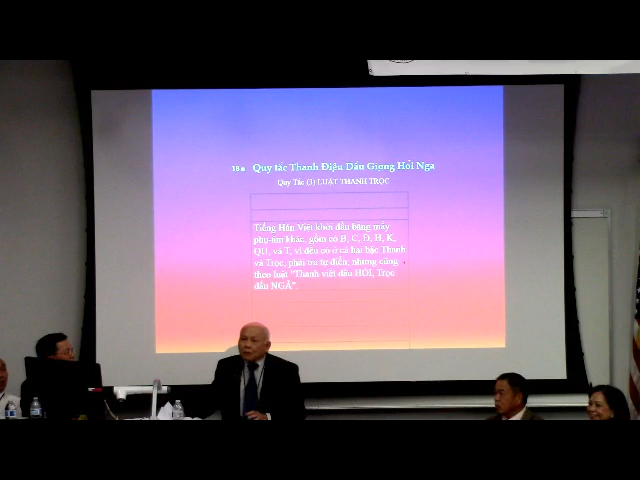 18a Quy tắc Thanh Điệu Dấu Giọng Hỏi Ngã
Quy Tắc (3) LUẬT THANH TRỌC
Tiếng Hán Việt khởi đầu bằng mấy
phụ-âm khác, gồm có B, C, Đ, H, K,
QU, và T, vì đều có ở cả hai bậc Thanh
và Trọc, phải tra tự điển, nhưng cũng
theo luật "Thanh viết dấu HỎI, Trọc
dấu NGÃ".